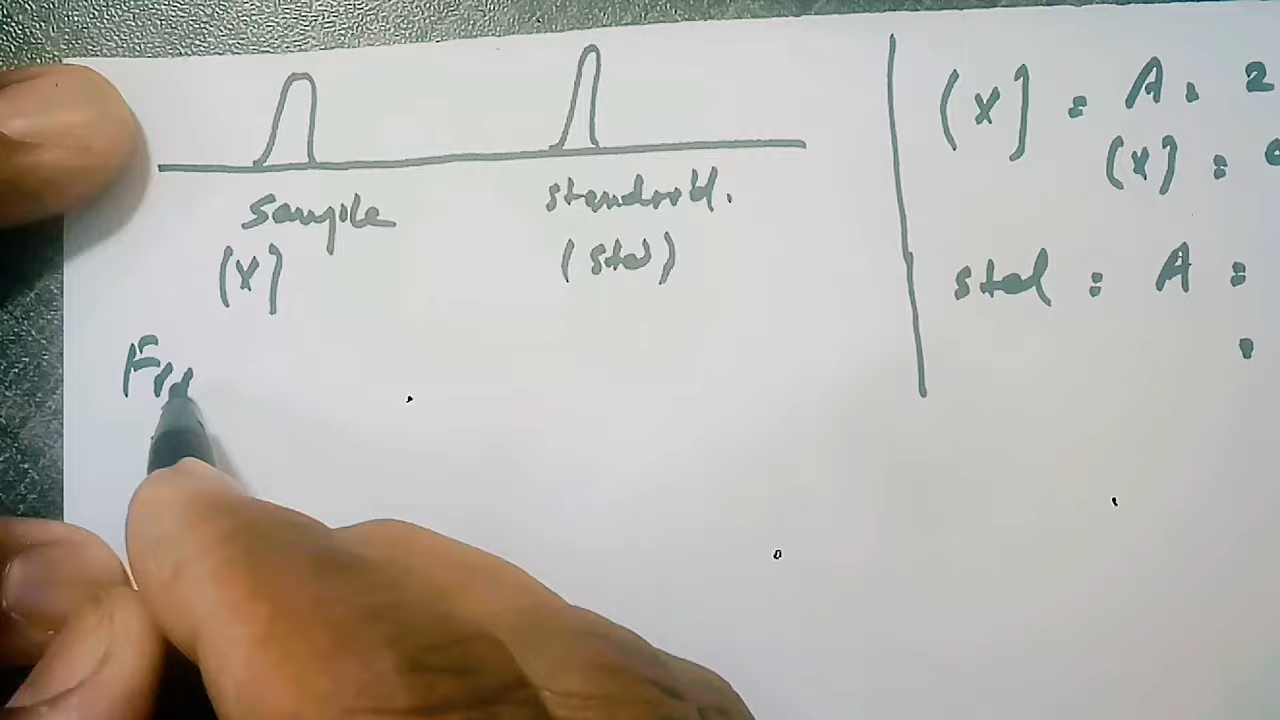 sample
standard.
[X]
(std)
[X] = A = 2
[X] =
std = A =